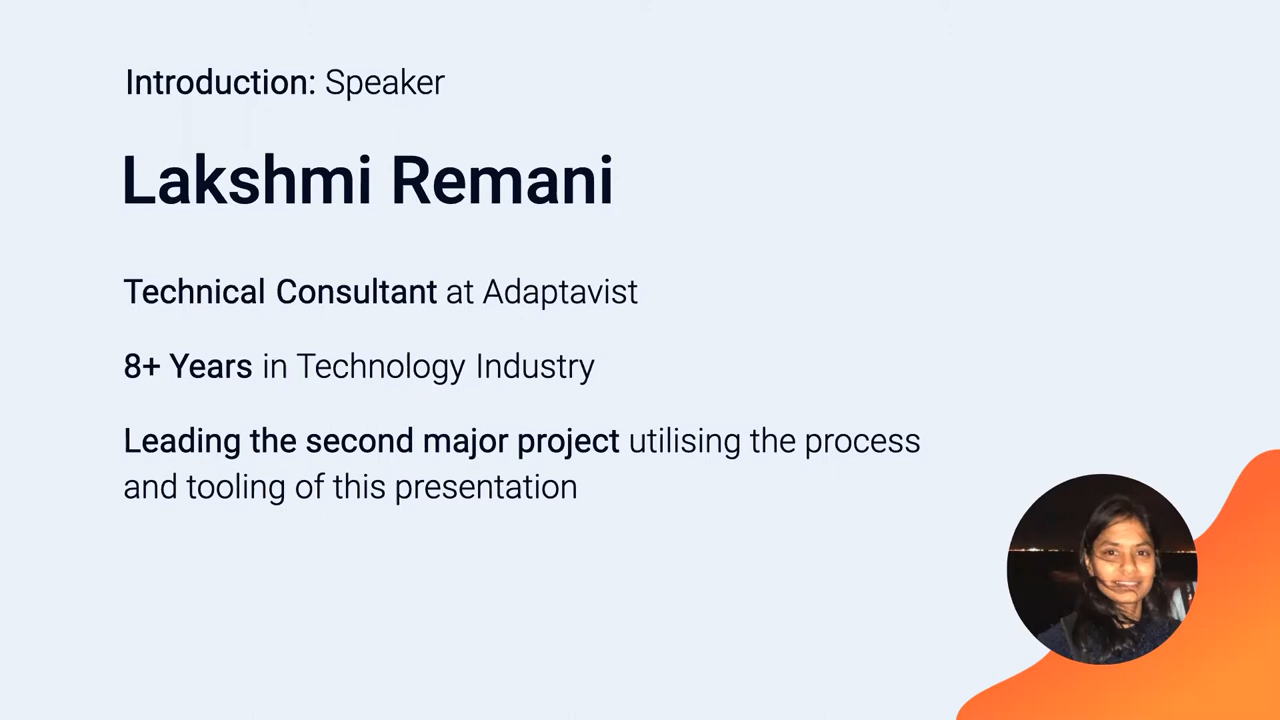 Introduction: Speaker
Lakshmi Remani
Technical Consultant at Adaptavist
8+ Years in Technology Industry
Leading the second major project utilising the process
and tooling of this presentation